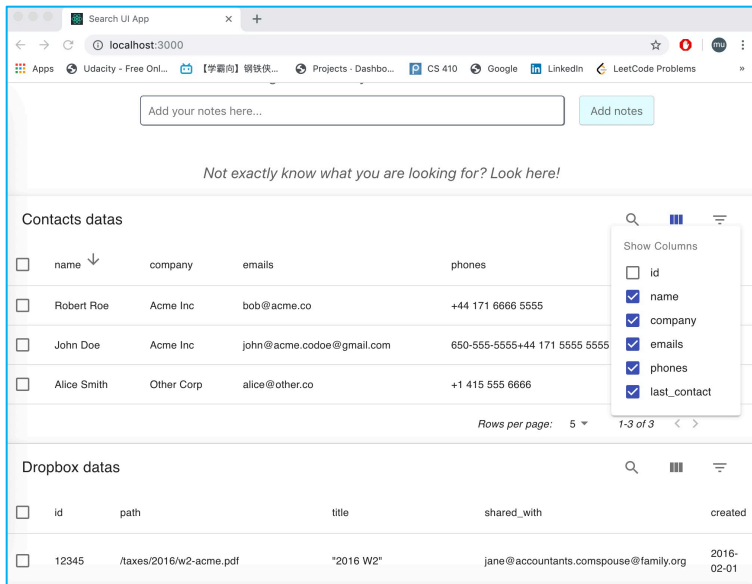 Search UI App
localhost:3000
mu
Apps Udacity - Free Onl... 【学霸向】钢铁侠... Projects - Dashbo... CS 410 Google LinkedIn LeetCode Problems »
Add your notes here... Add notes
Not exactly know what you are looking for? Look here!
Contacts datas
Show Columns
id
name
company
emails
phones
last_contact
name company emails phones
Robert Roe Acme Inc bob@acme.co +44 171 6666 5555
John Doe Acme Inc john@acme.codoe@gmail.com 650-555-5555+44 171 5555 5555
Alice Smith Other Corp alice@other.co +1 415 555 6666
Rows per page: 5 1-3 of 3
Dropbox datas
id path title shared_with created
12345 /taxes/2016/w2-acme.pdf "2016 W2" jane@accountants.comspouse@family.org 2016-
02-01